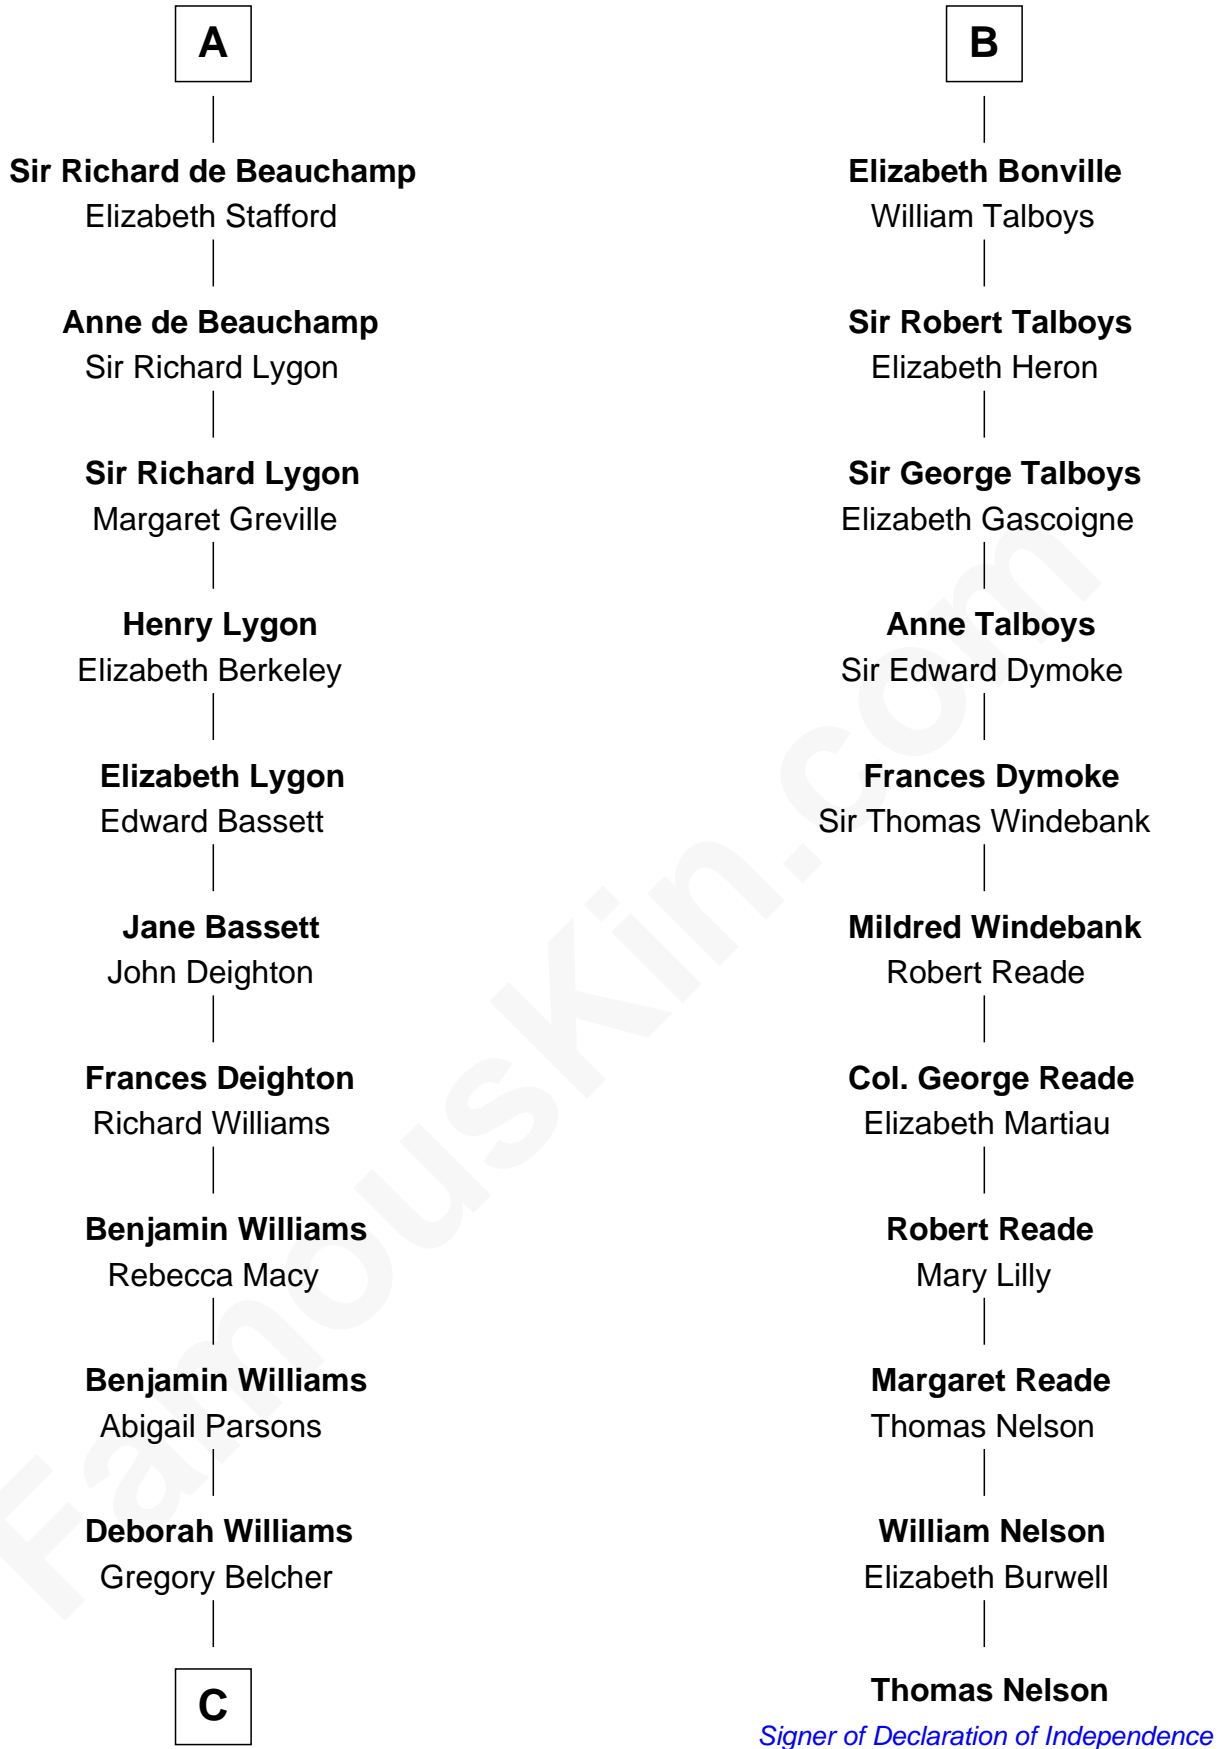 A
Sir Richard de Beauchamp
Elizabeth Stafford
Anne de Beauchamp
Sir Richard Lygon
Sir Richard Lygon
Margaret Greville
Henry Lygon
Elizabeth Berkeley
Elizabeth Lygon
Edward Bassett
Jane Bassett
John Deighton
Frances Deighton
Richard Williams
Benjamin Williams
Rebecca Macy
Benjamin Williams
Abigail Parsons
Deborah Williams
Gregory Belcher
C
B
Elizabeth Bonville
William Talboys
Sir Robert Talboys
Elizabeth Heron
Sir George Talboys
Elizabeth Gascoigne
Anne Talboys
Sir Edward Dymoke
Frances Dymoke
Sir Thomas Windebank
Mildred Windebank
Robert Reade
Col. George Reade
Elizabeth Martiau
Robert Reade
Mary Lilly
Margaret Reade
Thomas Nelson
William Nelson
Elizabeth Burwell
Thomas Nelson
Signer of Declaration of Independence
FamousKin.com